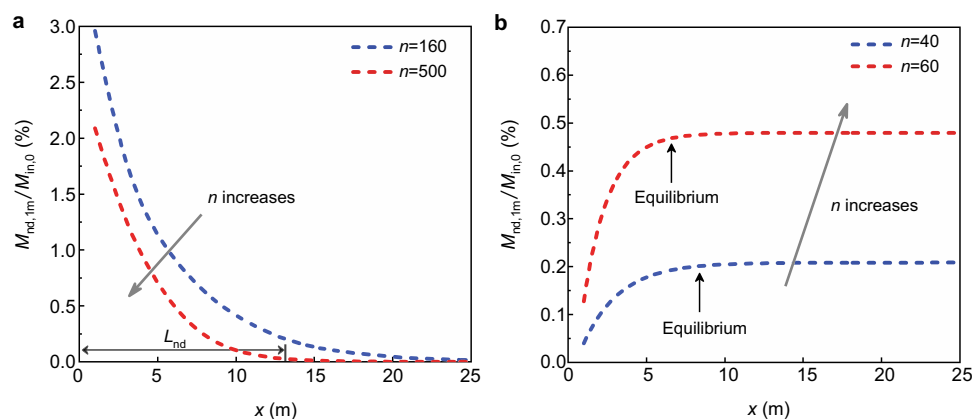 a
3.0
2.5
2.0
1.5
1.0
0.5
0.0
M_nd,1m/M_in,0 (%)
n=160
n=500
n increases
L_nd
0
5
10
15
20
25
x (m)
b
0.7
0.6
0.5
0.4
0.3
0.2
0.1
0.0
M_nd,1m/M_in,0 (%)
n=40
n=60
Equilibrium
n increases
Equilibrium
0
5
10
15
20
25
x (m)